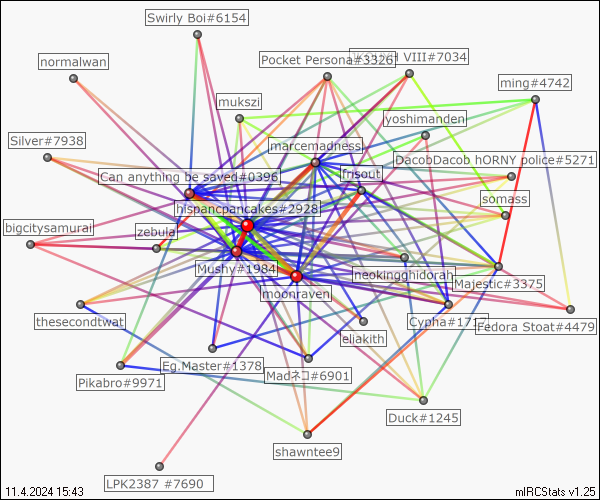 Swirly Boi#6154
Pocket Persona#3326
VIII#7034
normalwan
ming#4742
mukszi
yoshimanden
Silver#7938
marcemadness
DacobDacob hORNY police#5271
Can anything be saved#0396
frisout
somass
hispancpancakes#2928
bigcitysamurai
zebula
Mushy#1984
neokingghidorah
Majestic#3375
moonraven
thesecondtwat
Cypha#1717
Fedora Stoat#4479
eliakith
Eg.Master#1378
Madネコ#6901
Pikabro#9971
Duck#1245
shawntee9
LPK2387 #7690
11.4.2024 15:43
mIRCStats v1.25